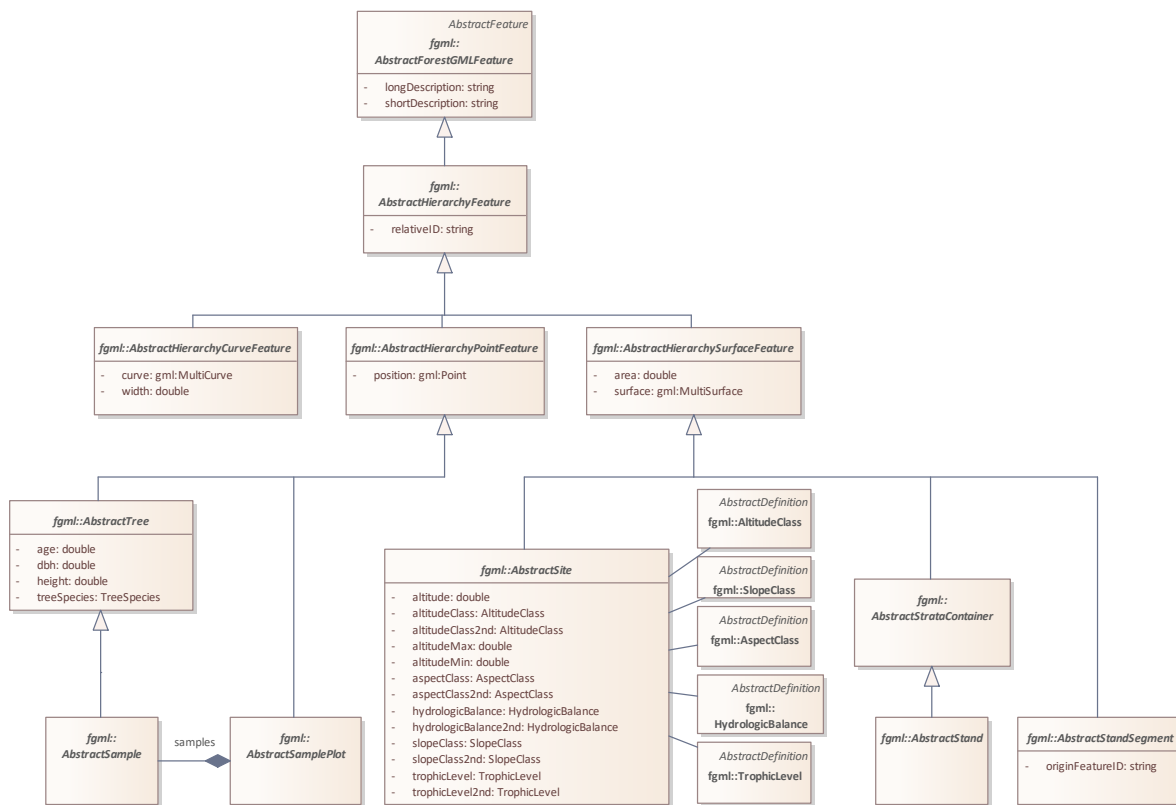 AbstractFeature
fgml::
AbstractForestGMLFeature
- longDescription: string
- shortDescription: string
fgml::
AbstractHierarchyFeature
- relativeID: string
fgml::AbstractHierarchyCurveFeature
- curve: gml:MultiCurve
- width: double
fgml::AbstractHierarchyPointFeature
- position: gml:Point
fgml::AbstractHierarchySurfaceFeature
- area: double
- surface: gml:MultiSurface
fgml::AbstractTree
- age: double
- dbh: double
- height: double
- treeSpecies: TreeSpecies
fgml::AbstractSite
- altitude: double
- altitudeClass: AltitudeClass
- altitudeClass2nd: AltitudeClass
- altitudeMax: double
- altitudeMin: double
- aspectClass: AspectClass
- aspectClass2nd: AspectClass
- hydrologicBalance: HydrologicBalance
- hydrologicBalance2nd: HydrologicBalance
- slopeClass: SlopeClass
- slopeClass2nd: SlopeClass
- trophicLevel: TrophicLevel
- trophicLevel2nd: TrophicLevel
AbstractDefinition
fgml::AltitudeClass
AbstractDefinition
fgml::SlopeClass
AbstractDefinition
fgml::AspectClass
AbstractDefinition
fgml::
HydrologicBalance
AbstractDefinition
fgml::TrophicLevel
fgml::
AbstractStrataContainer
fgml::
AbstractSample
samples
fgml::
AbstractSamplePlot
fgml::AbstractStand
fgml::AbstractStandSegment
- originFeatureID: string